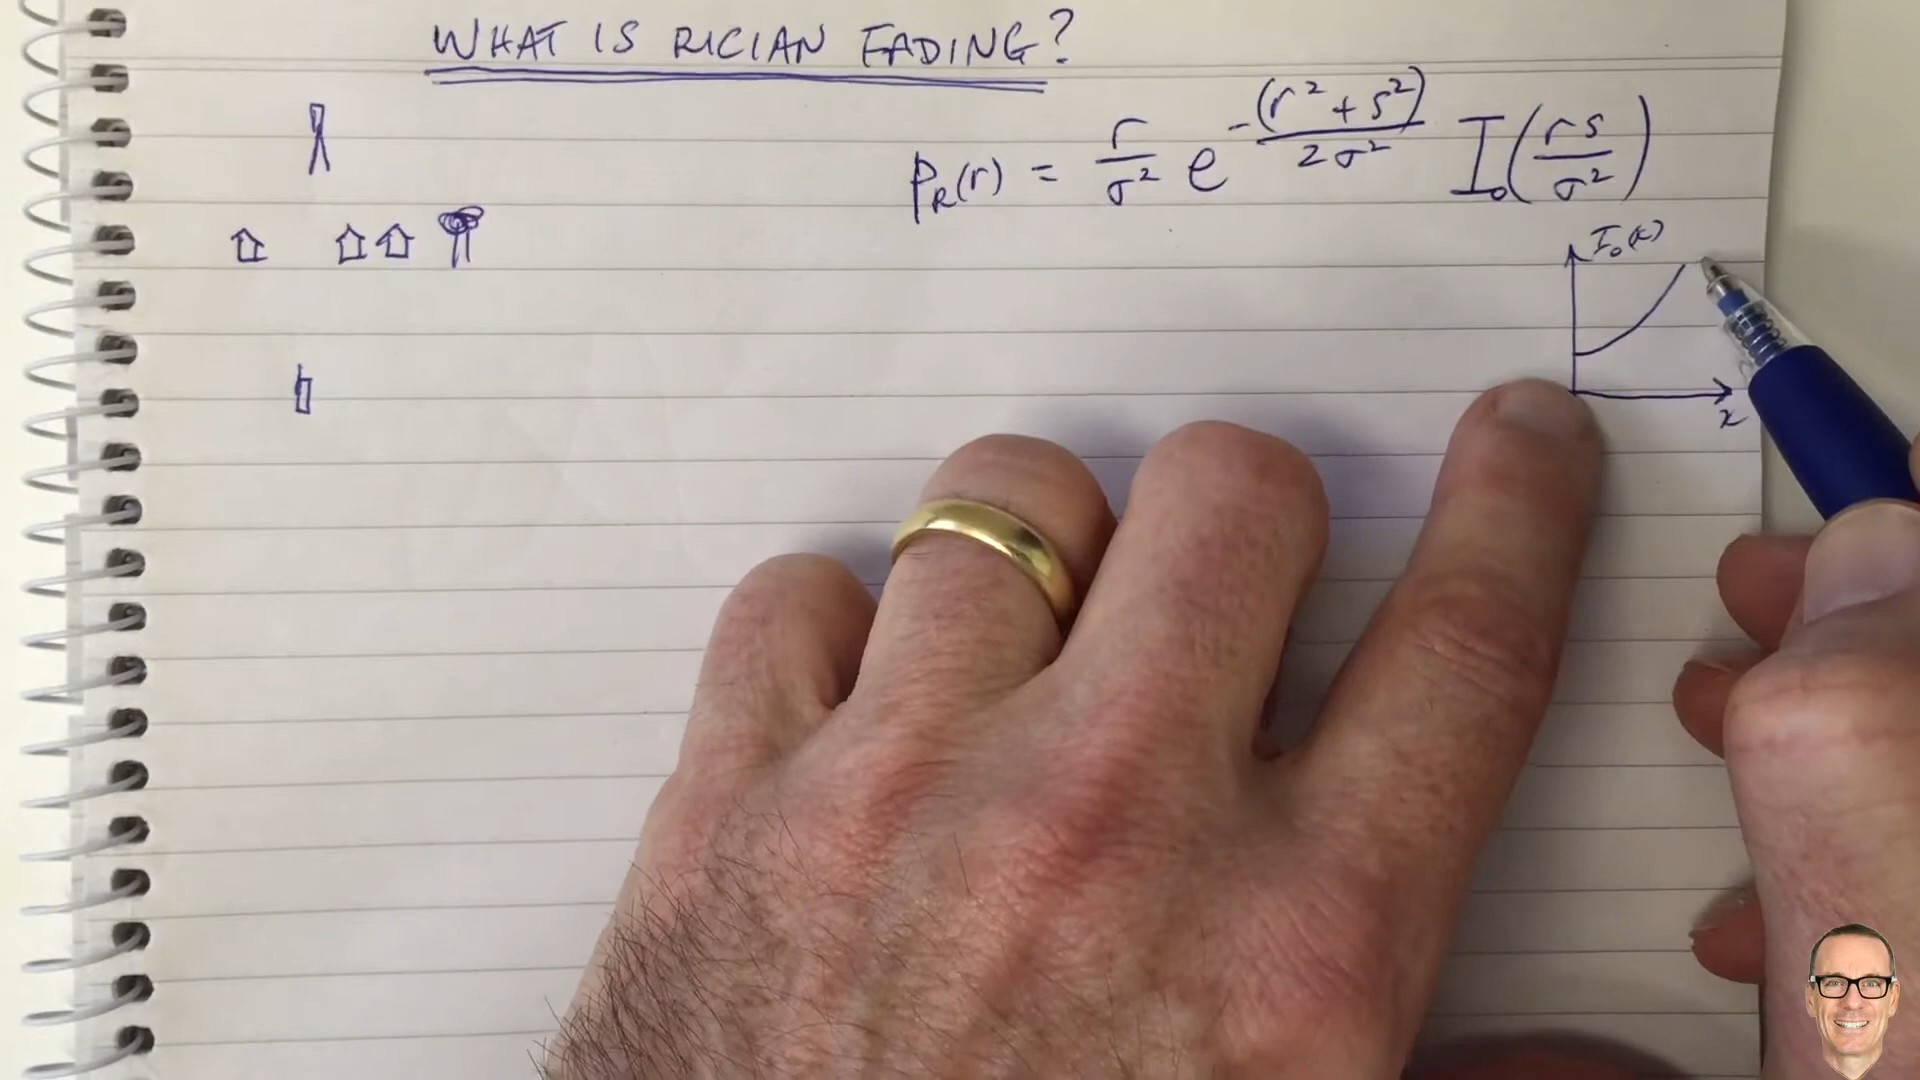 WHAT IS RICIAN FADING?
p_R(r) = r/σ² e^(-(r² + s²)/(2σ²)) I₀(rs/σ²)
I₀(x)
x